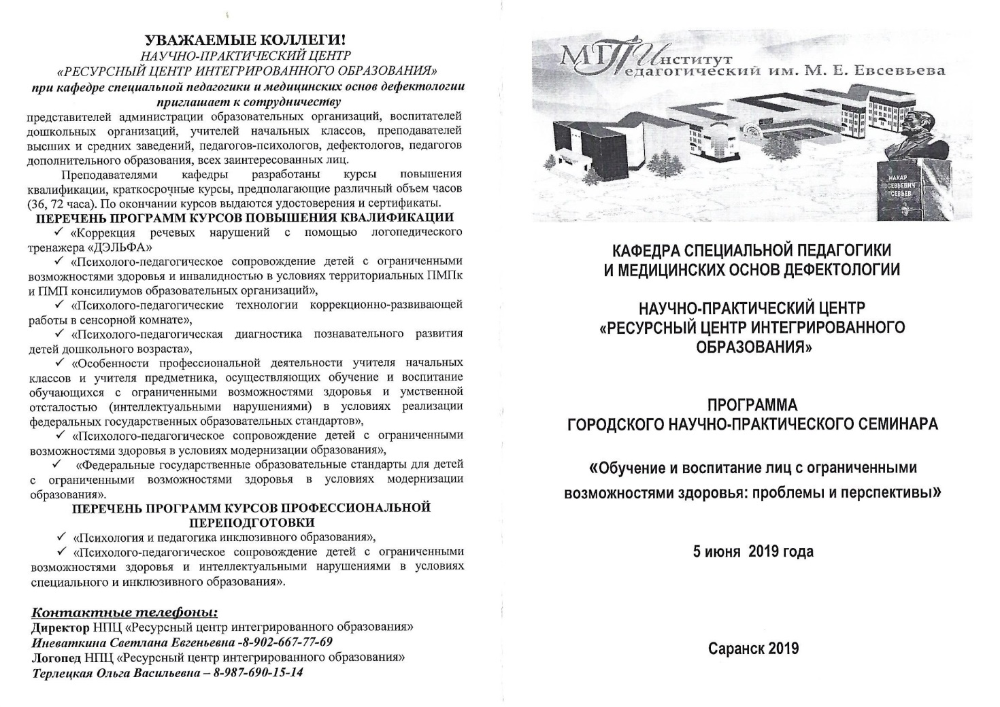 УВАЖАЕМЫЕ КОЛЛЕГИ!
НАУЧНО-ПРАКТИЧЕСКИЙ ЦЕНТР
«РЕСУРСНЫЙ ЦЕНТР ИНТЕГРИРОВАННОГО ОБРАЗОВАНИЯ»
при кафедре специальной педагогики и медицинских основ дефектологии
приглашает к сотрудничеству
представителей администрации образовательных организаций, воспитателей
дошкольных организаций, учителей начальных классов, преподавателей
высших и средних заведений, педагогов-психологов, дефектологов, педагогов
дополнительного образования, всех заинтересованных лиц.
Преподавателями кафедры разработаны курсы повышения
квалификации, краткосрочные курсы, предполагающие различный объем часов
(36, 72 часа). По окончании курсов выдаются удостоверения и сертификаты.
ПЕРЕЧЕНЬ ПРОГРАММ КУРСОВ ПОВЫШЕНИЯ КВАЛИФИКАЦИИ
✓ «Коррекция речевых нарушений с помощью логопедического
тренажера «ДЭЛЬФА»
✓ «Психолого-педагогическое сопровождение детей с ограниченными
возможностями здоровья и инвалидностью в условиях территориальных ПМПк
и ПМП консилиумов образовательных организаций»,
✓ «Психолого-педагогические технологии коррекционно-развивающей
работы в сенсорной комнате»,
✓ «Психолого-педагогическая диагностика познавательного развития
детей дошкольного возраста»,
✓ «Особенности профессиональной деятельности учителя начальных
классов и учителя предметника, осуществляющих обучение и воспитание
обучающихся с ограниченными возможностями здоровья и умственной
отсталостью (интеллектуальными нарушениями) в условиях реализации
федеральных государственных образовательных стандартов»,
✓ «Психолого-педагогическое сопровождение детей с ограниченными
возможностями здоровья в условиях модернизации образования»,
✓ «Федеральные государственные образовательные стандарты для детей
с ограниченными возможностями здоровья в условиях модернизации
образования».
ПЕРЕЧЕНЬ ПРОГРАММ КУРСОВ ПРОФЕССИОНАЛЬНОЙ
ПЕРЕПОДГОТОВКИ
✓ «Психология и педагогика инклюзивного образования»,
✓ «Психолого-педагогическое сопровождение детей с ограниченными
возможностями здоровья и интеллектуальными нарушениями в условиях
специального и инклюзивного образования».
Контактные телефоны:
Директор НПЦ «Ресурсный центр интегрированного образования»
Иневаткина Светлана Евгеньевна -8-902-667-77-69
Логопед НПЦ «Ресурсный центр интегрированного образования»
Терлецкая Ольга Васильевна – 8-987-690-15-14
МГПИнститут
Педагогический им. М. Е. Евсевьева
МАКАР
ЕВСЕВЬЕВИЧ
ЕВСЕВЬЕВ
КАФЕДРА СПЕЦИАЛЬНОЙ ПЕДАГОГИКИ
И МЕДИЦИНСКИХ ОСНОВ ДЕФЕКТОЛОГИИ
НАУЧНО-ПРАКТИЧЕСКИЙ ЦЕНТР
«РЕСУРСНЫЙ ЦЕНТР ИНТЕГРИРОВАННОГО
ОБРАЗОВАНИЯ»
ПРОГРАММА
ГОРОДСКОГО НАУЧНО-ПРАКТИЧЕСКОГО СЕМИНАРА
«Обучение и воспитание лиц с ограниченными
возможностями здоровья: проблемы и перспективы»
5 июня 2019 года
Саранск 2019